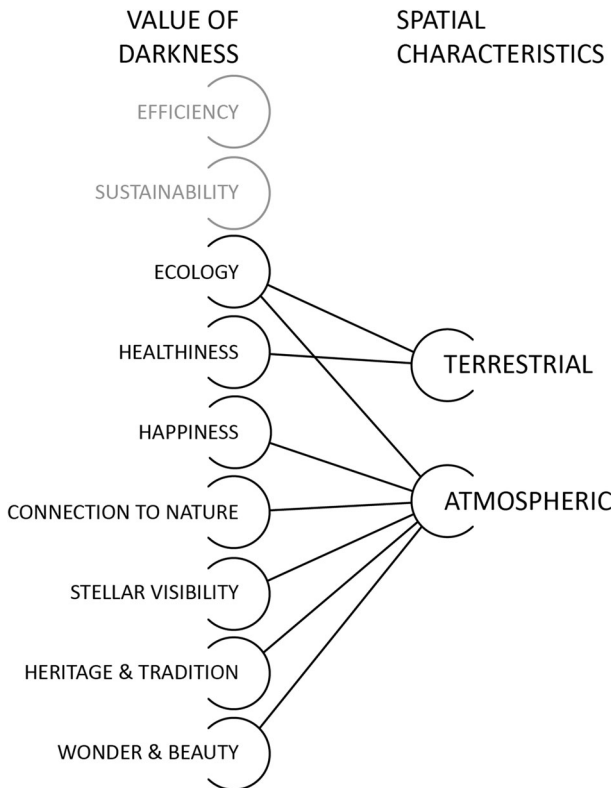 VALUE OF
DARKNESS
SPATIAL
CHARACTERISTICS
EFFICIENCY
SUSTAINABILITY
ECOLOGY
HEALTHINESS
HAPPINESS
CONNECTION TO NATURE
STELLAR VISIBILITY
HERITAGE & TRADITION
WONDER & BEAUTY
TERRESTRIAL
ATMOSPHERIC